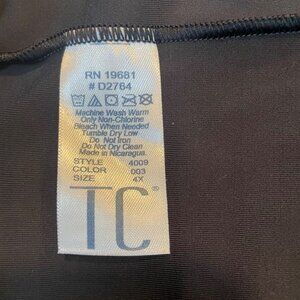 RN 19681
# D2764
Machine Wash Warm
Only Non-Chlorine
Bleach When Needed
Tumble Dry Low
Do Not Iron
Do Not Dry Clean
Made in Nicaragua.
STYLE 4009
COLOR 003
SIZE 4X
TC®